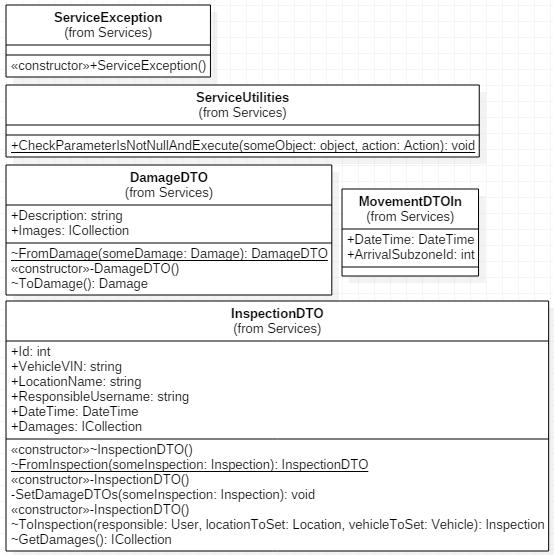 ServiceException
(from Services)
«constructor»+ServiceException()
ServiceUtilities
(from Services)
+CheckParameterIsNotNullAndExecute(someObject: object, action: Action): void
DamageDTO
(from Services)
+Description: string
+Images: ICollection
~FromDamage(someDamage: Damage): DamageDTO
«constructor»-DamageDTO()
~ToDamage(): Damage
MovementDTOIn
(from Services)
+DateTime: DateTime
+ArrivalSubzoneId: int
InspectionDTO
(from Services)
+Id: int
+VehicleVIN: string
+LocationName: string
+ResponsibleUsername: string
+DateTime: DateTime
+Damages: ICollection
«constructor»~InspectionDTO()
~FromInspection(someInspection: Inspection): InspectionDTO
«constructor»-InspectionDTO()
-SetDamageDTOs(someInspection: Inspection): void
«constructor»-InspectionDTO()
~ToInspection(responsible: User, locationToSet: Location, vehicleToSet: Vehicle): Inspection
~GetDamages(): ICollection